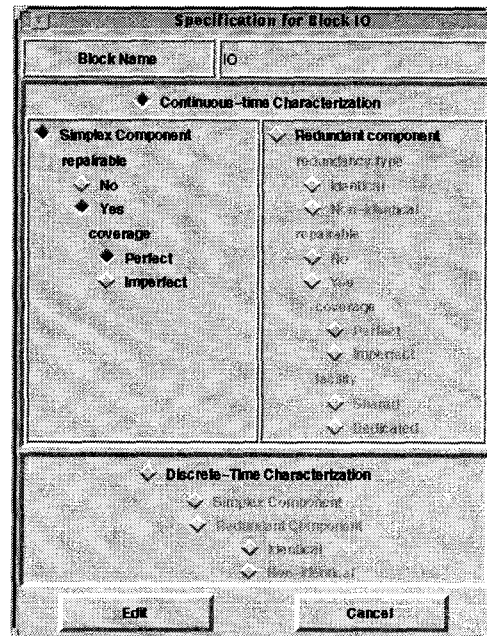 Specification for Block IO
Block Name
IO
Continuous-time Characterization
Simplex Component
repairable
No
Yes
coverage
Perfect
Imperfect
Redundant component
redundancy type
Identical
Non-identical
repairable
No
Yes
coverage
Perfect
Imperfect
facility
Shared
Dedicated
Discrete-Time Characterization
Simplex Component
Redundant Component
Identical
Non-identical
Edit
Cancel